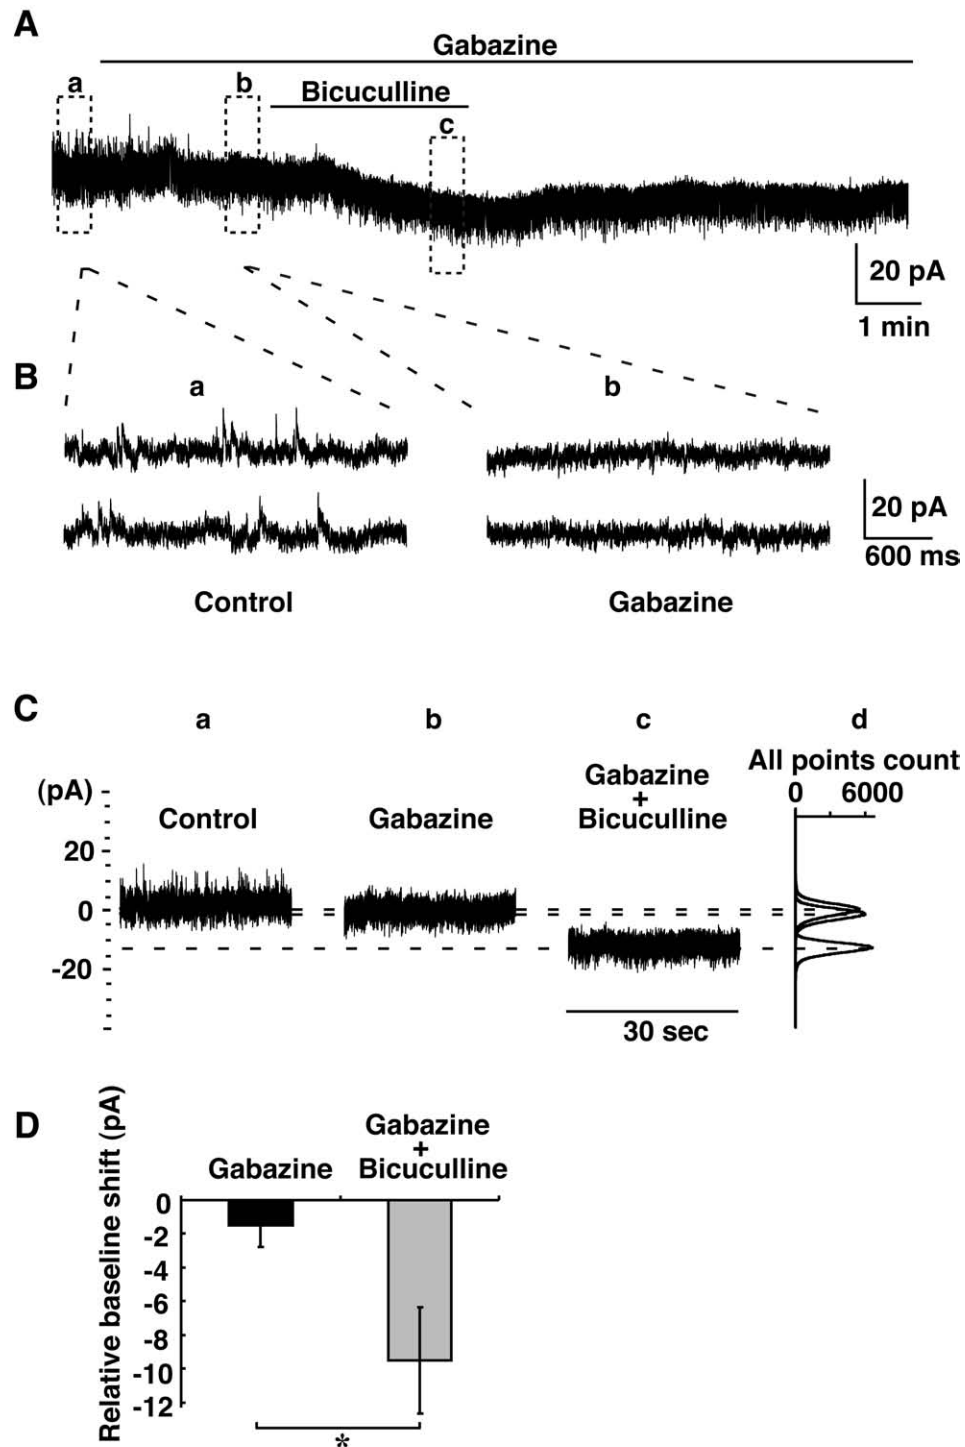 A
Gabazine
a
b
Bicuculline
c
20 pA
1 min
B
a
b
20 pA
600 ms
Control
Gabazine
C
a
b
c
d
All points count
0 6000
(pA)
Control
Gabazine
Gabazine
+
Bicuculline
20
0
-20
30 sec
D
Relative baseline shift (pA)
Gabazine
Gabazine
+
Bicuculline
0
-2
-4
-6
-8
-10
-12
*